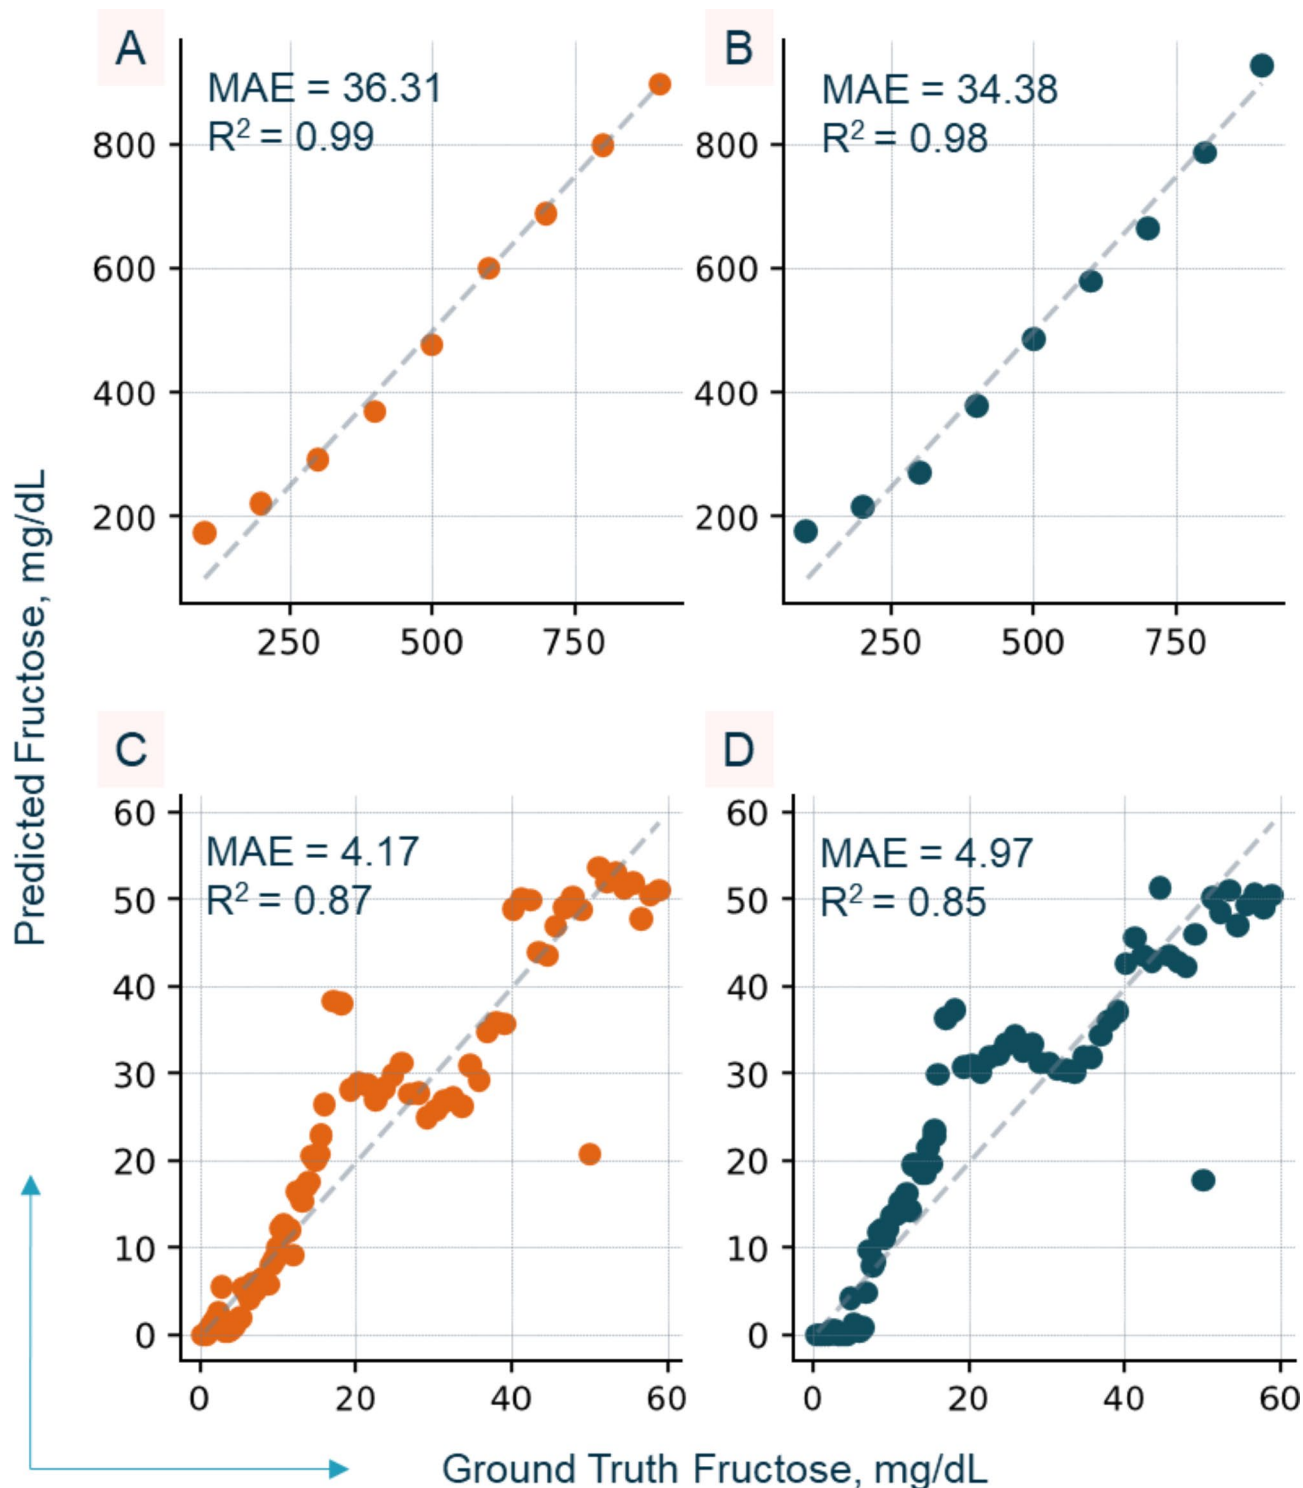 A
MAE = 36.31
R² = 0.99
800
600
400
200
250 500 750
B
MAE = 34.38
R² = 0.98
800
600
400
200
250 500 750
C
MAE = 4.17
R² = 0.87
60
50
40
30
20
10
0
0 20 40 60
D
MAE = 4.97
R² = 0.85
60
50
40
30
20
10
0
0 20 40 60
Predicted Fructose, mg/dL
Ground Truth Fructose, mg/dL